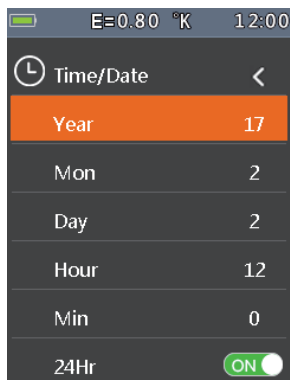 E=0.80 °K 12:00
Time/Date <
Year 17
Mon 2
Day 2
Hour 12
Min 0
24Hr ON